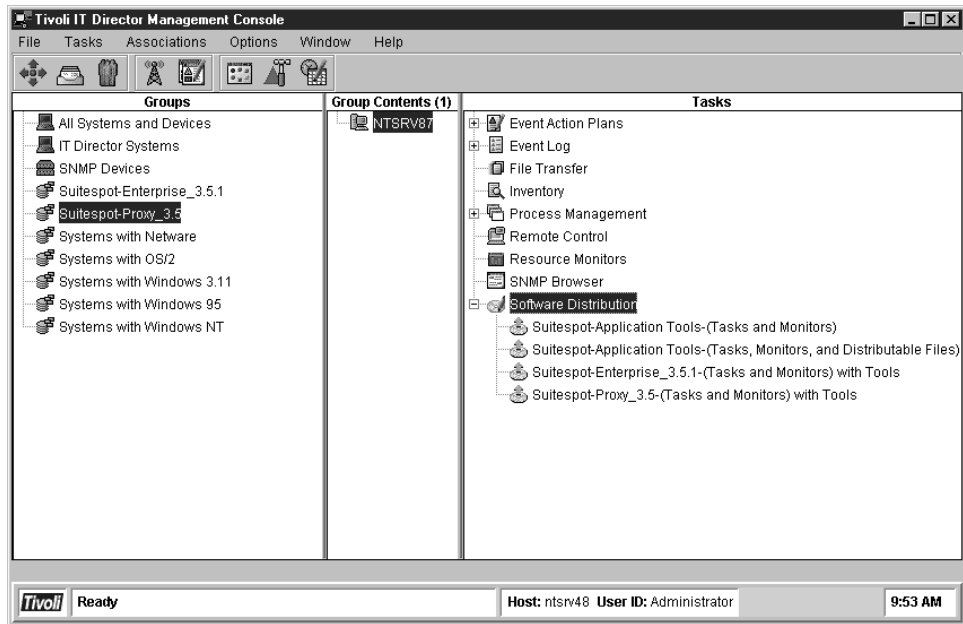 Tivoli IT Director Management Console
File Tasks Associations Options Window Help
Groups
All Systems and Devices
IT Director Systems
SNMP Devices
Suitespot-Enterprise_3.5.1
Suitespot-Proxy_3.5
Systems with Netware
Systems with OS/2
Systems with Windows 3.11
Systems with Windows 95
Systems with Windows NT
Group Contents (1)
NTSRV87
Tasks
Event Action Plans
Event Log
File Transfer
Inventory
Process Management
Remote Control
Resource Monitors
SNMP Browser
Software Distribution
Suitespot-Application Tools-(Tasks and Monitors)
Suitespot-Application Tools-(Tasks, Monitors, and Distributable Files)
Suitespot-Enterprise_3.5.1-(Tasks and Monitors) with Tools
Suitespot-Proxy_3.5-(Tasks and Monitors) with Tools
Tivoli Ready Host: ntsrv48 User ID: Administrator 9:53 AM